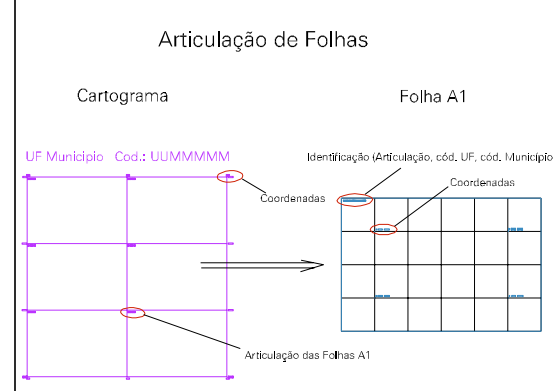 Articulação de Folhas
Cartograma
Folha A1
UF Municipio Cod.: UUMMMMM
Identificação (Articulação, cód. UF, cód. Município
Coordenadas
Coordenadas
Articulação das Folhas A1